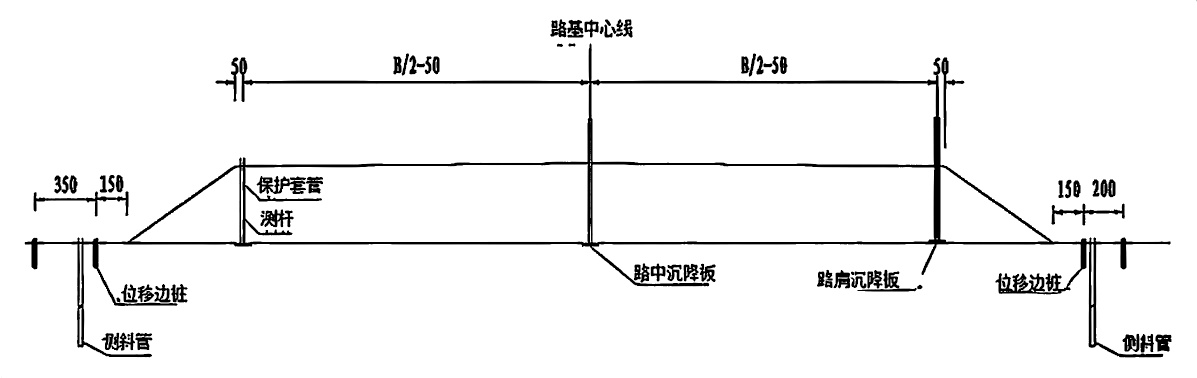 路基中心线
50
B/2-50
B/2-50
50
350
150
保护套管
测杆
150
200
位移边桩
侧斜管
路中沉降板
路肩沉降板
位移边桩
侧斜管